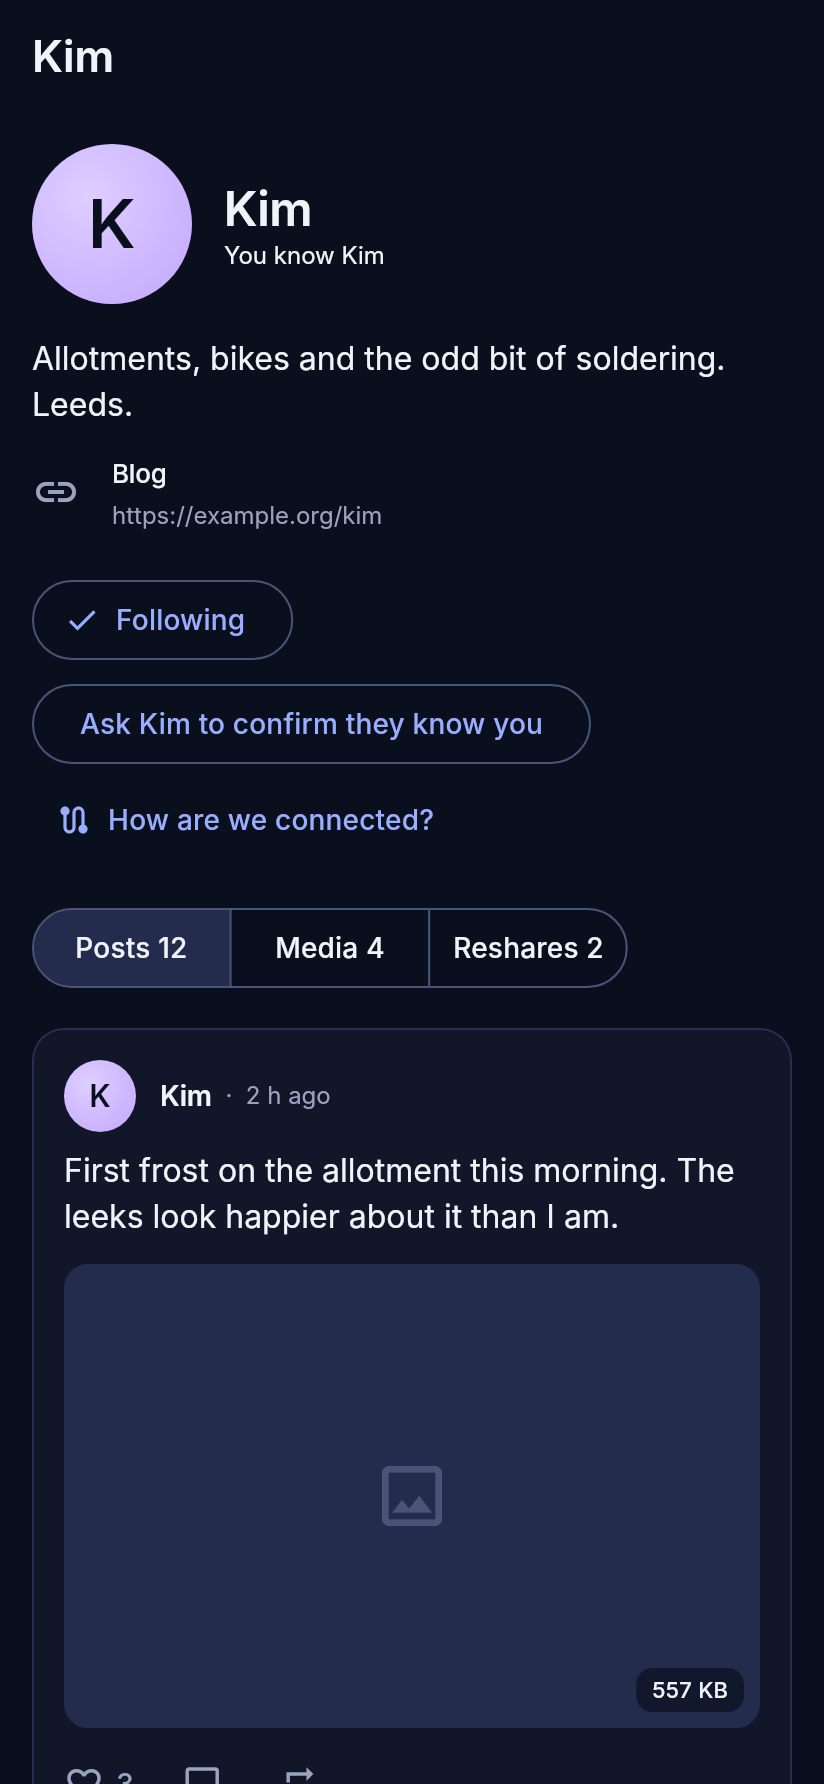 Kim
K
Kim
You know Kim
Allotments, bikes and the odd bit of soldering.
Leeds.
Blog
https://example.org/kim
Following
Ask Kim to confirm they know you
How are we connected?
Posts 12
Media 4
Reshares 2
K
Kim · 2 h ago
First frost on the allotment this morning. The
leeks look happier about it than I am.
557 KB
3